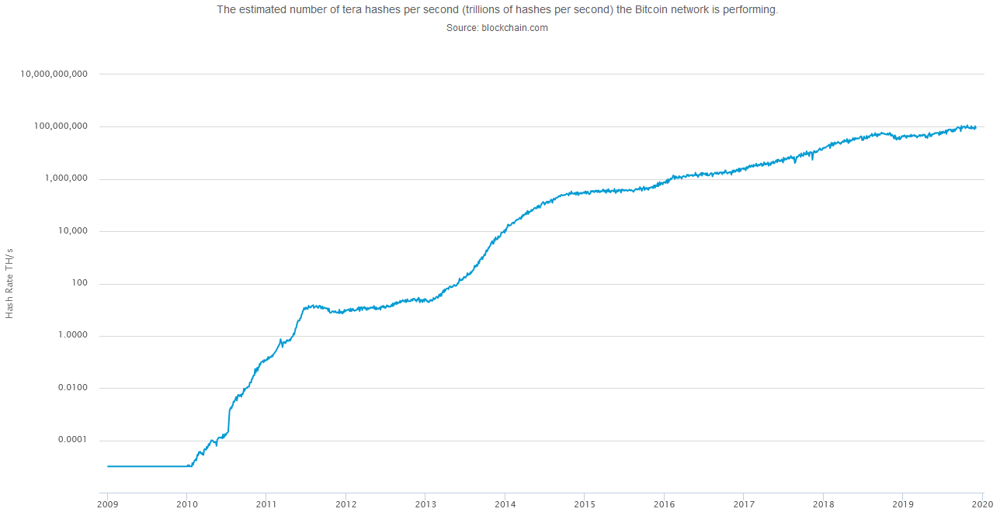 The estimated number of tera hashes per second (trillions of hashes per second) the Bitcoin network is performing.
Source: blockchain.com
10,000,000,000
100,000,000
1,000,000
10,000
100
1.0000
0.0100
0.0001
Hash Rate TH/s
2009 2010 2011 2012 2013 2014 2015 2016 2017 2018 2019 2020